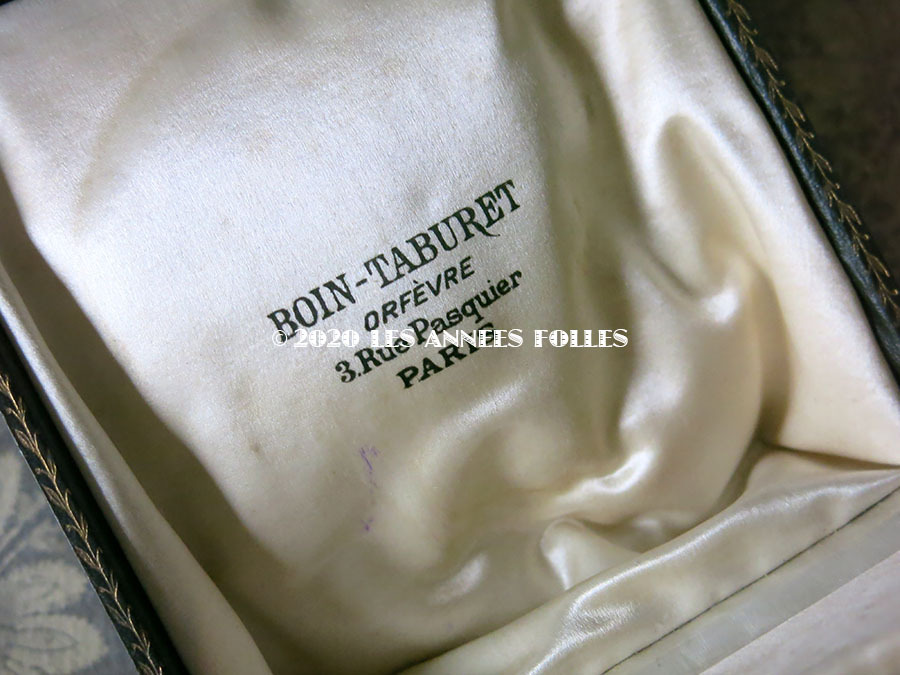 BOIN-TABURET
ORFÈVRE
3.Rue Pasquier
PARIS
© 2020 LES ANNEES FOLLES